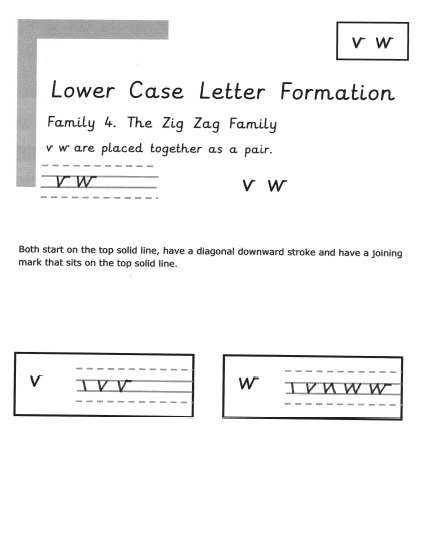 v w
Lower Case Letter Formation
Family 4. The Zig Zag Family
v w are placed together as a pair.
v w
v w
Both start on the top solid line, have a diagonal downward stroke and have a joining
mark that sits on the top solid line.
v
v v
w
v w w